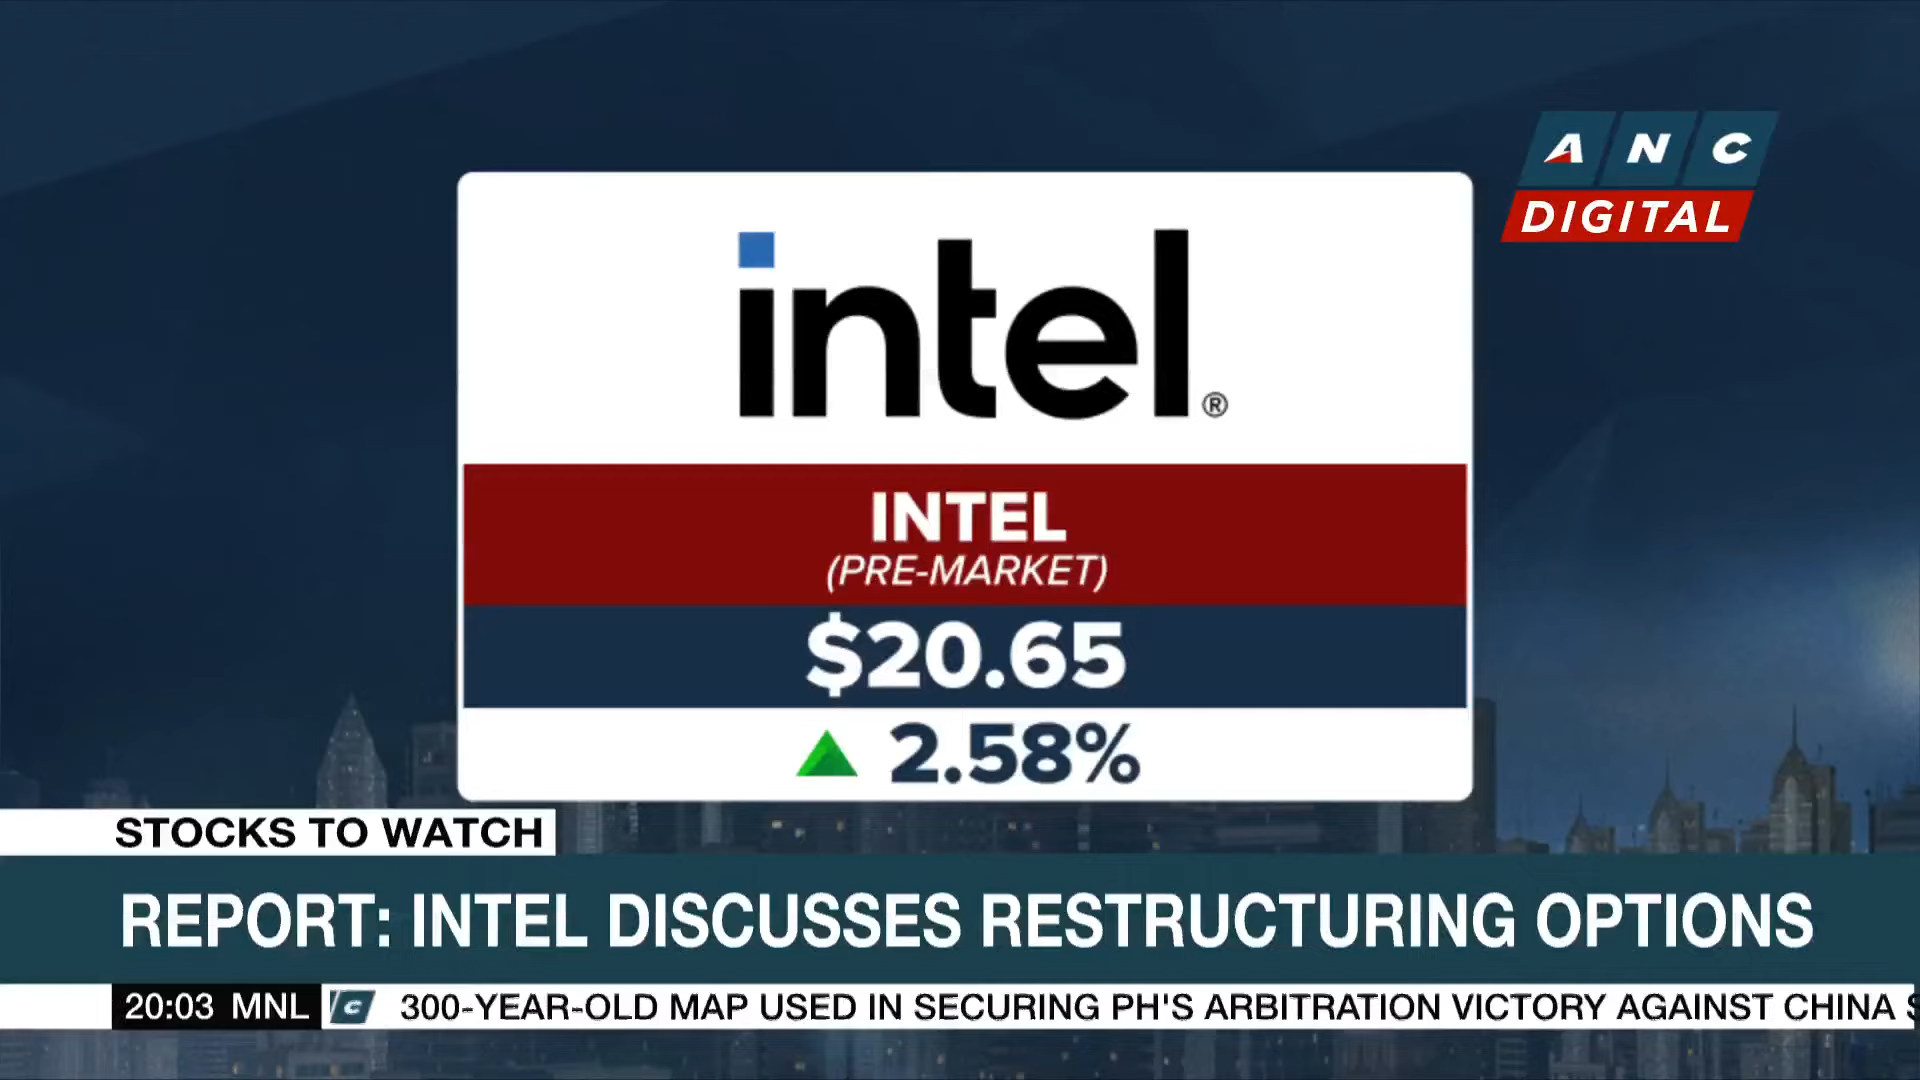 ANC
DIGITAL
intel®
INTEL
(PRE-MARKET)
$20.65
▲ 2.58%
STOCKS TO WATCH
REPORT: INTEL DISCUSSES RESTRUCTURING OPTIONS
20:03 MNL 300-YEAR-OLD MAP USED IN SECURING PH'S ARBITRATION VICTORY AGAINST CHINA